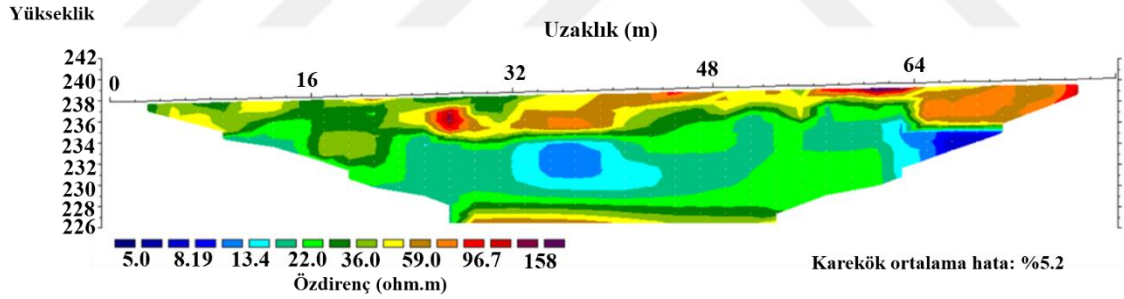 Yükseklik
Uzaklık (m)
242
240
238
236
234
232
230
228
226
0 16 32 48 64
5.0 8.19 13.4 22.0 36.0 59.0 96.7 158
Özdirenç (ohm.m)
Karekök ortalama hata: %5.2